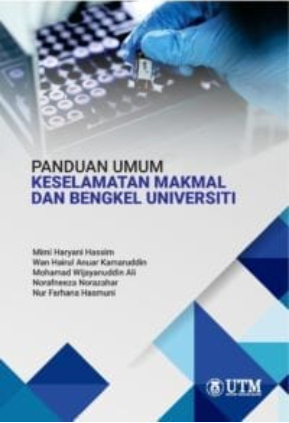 PANDUAN UMUM
KESELAMATAN MAKMAL
DAN BENGKEL UNIVERSITI
Mimi Haryani Hassim
Wan Hairul Anuar Kamaruddin
Mohamad Wijayanuddin Ali
Norafneeza Norazahar
Nur Farhana Hasmuni
UTM